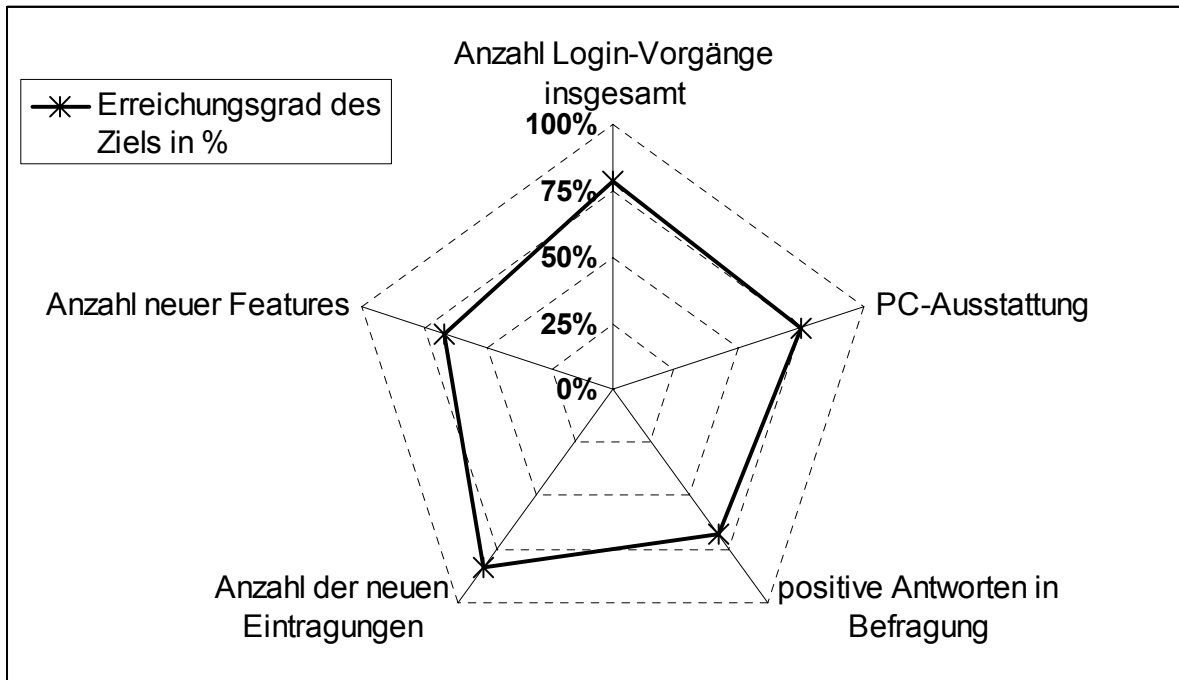 Anzahl Login-Vorgänge
insgesamt
Erreichungsgrad des
Ziels in %
100%
75%
50%
25%
0%
Anzahl neuer Features
PC-Ausstattung
Anzahl der neuen
Eintragungen
positive Antworten in
Befragung